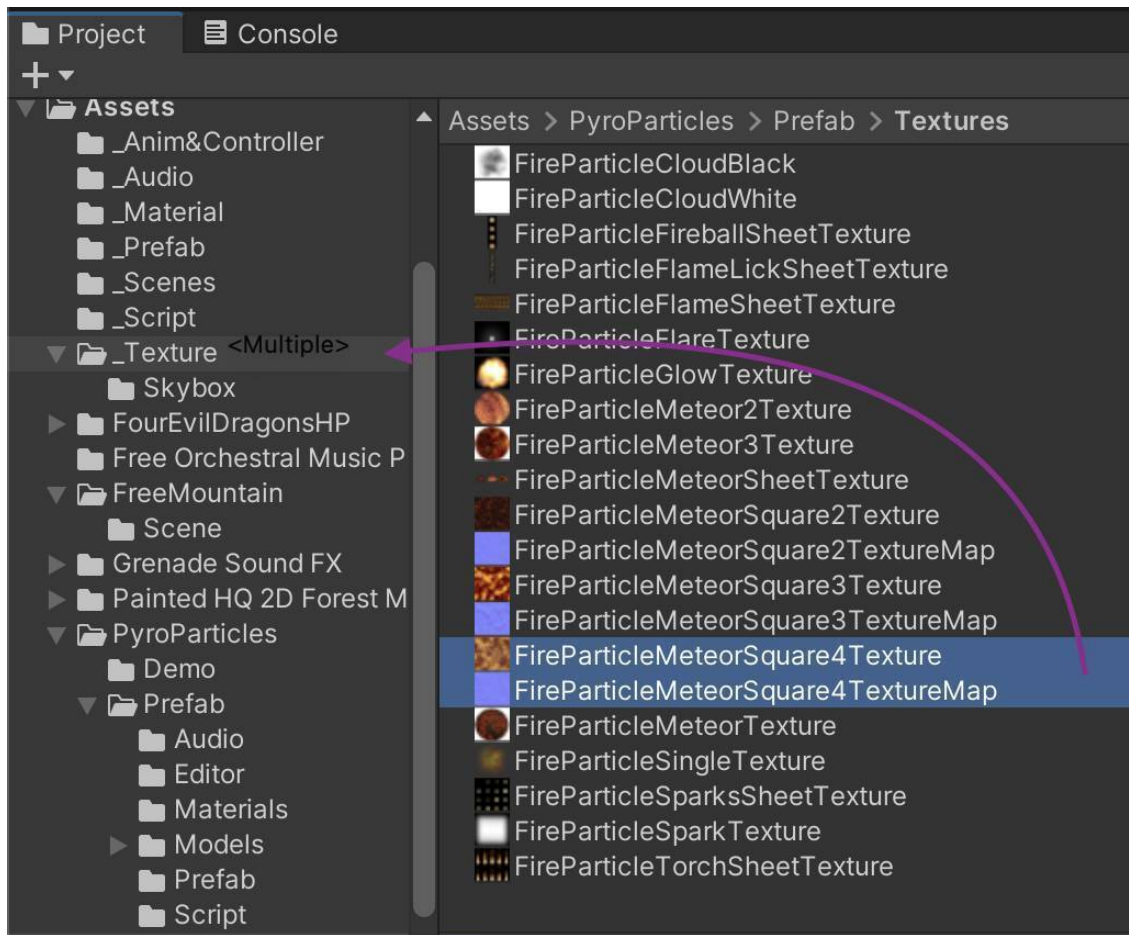 Project
Console
Assets
_Anim&Controller
_Audio
_Material
_Prefab
_Scenes
_Script
_Texture <Multiple>
Skybox
FourEvilDragonsHP
Free Orchestral Music P
FreeMountain
Scene
Grenade Sound FX
Painted HQ 2D Forest M
PyroParticles
Demo
Prefab
Audio
Editor
Materials
Models
Prefab
Script
Assets > PyroParticles > Prefab > Textures
FireParticleCloudBlack
FireParticleCloudWhite
FireParticleFireballSheetTexture
FireParticleFlameLickSheetTexture
FireParticleFlameSheetTexture
FireParticleFlareTexture
FireParticleGlowTexture
FireParticleMeteor2Texture
FireParticleMeteor3Texture
FireParticleMeteorSheetTexture
FireParticleMeteorSquare2Texture
FireParticleMeteorSquare2TextureMap
FireParticleMeteorSquare3Texture
FireParticleMeteorSquare3TextureMap
FireParticleMeteorSquare4Texture
FireParticleMeteorSquare4TextureMap
FireParticleMeteorTexture
FireParticleSingleTexture
FireParticleSparksSheetTexture
FireParticleSparkTexture
FireParticleTorchSheetTexture